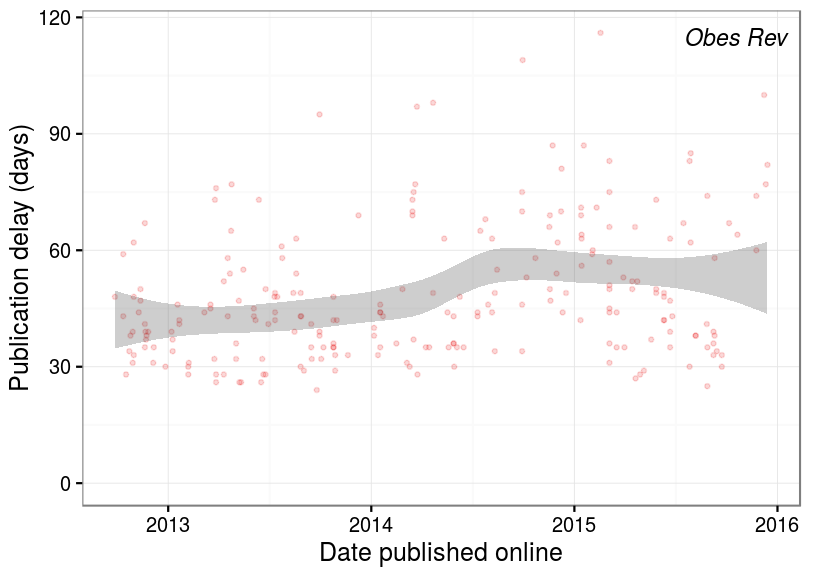 Obes Rev
Publication delay (days)
120
90
60
30
0
2013 2014 2015 2016
Date published online